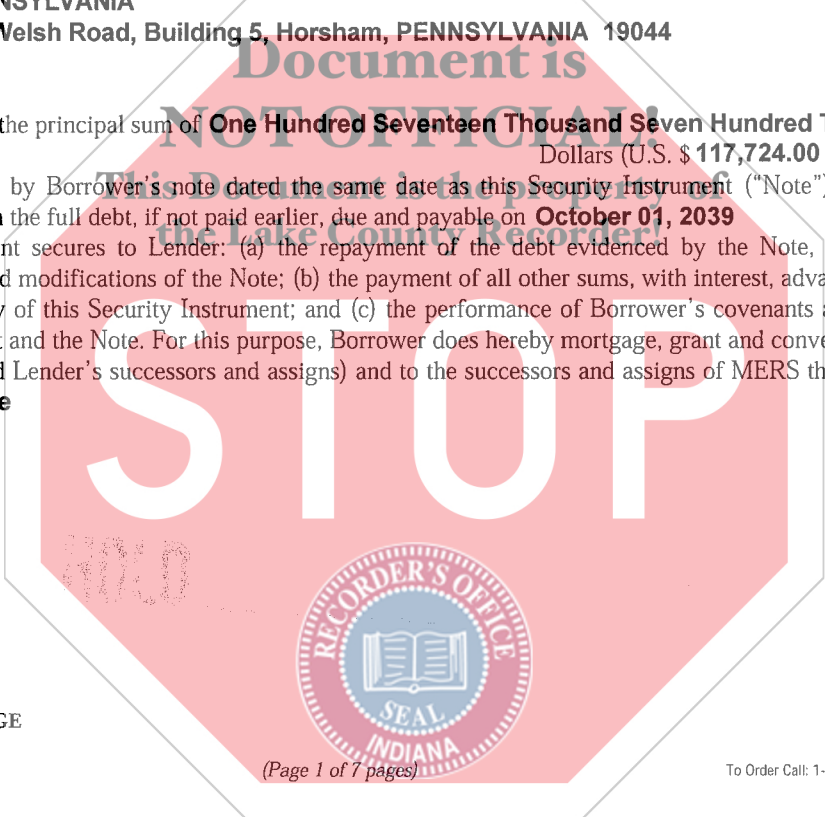 NSYLVANIA
Welsh Road, Building 5, Horsham, PENNSYLVANIA 19044
Document is
NOT OFFICIAL!
the principal sum of One Hundred Seventeen Thousand Seven Hundred T
Dollars (U.S. $ 117,724.00
This Document is the property of
by Borrower's note dated the same date as this Security Instrument ("Note")
the full debt, if not paid earlier, due and payable on October 01, 2039
the Lake County Recorder!
nt secures to Lender: (a) the repayment of the debt evidenced by the Note,
d modifications of the Note; (b) the payment of all other sums, with interest, adva
of this Security Instrument; and (c) the performance of Borrower's covenants a
and the Note. For this purpose, Borrower does hereby mortgage, grant and conve
Lender's successors and assigns) and to the successors and assigns of MERS th
e
STOP
HOLD
RECORDER'S OFFICE
SEAL
INDIANA
GE
(Page 1 of 7 pages)
To Order Call: 1-